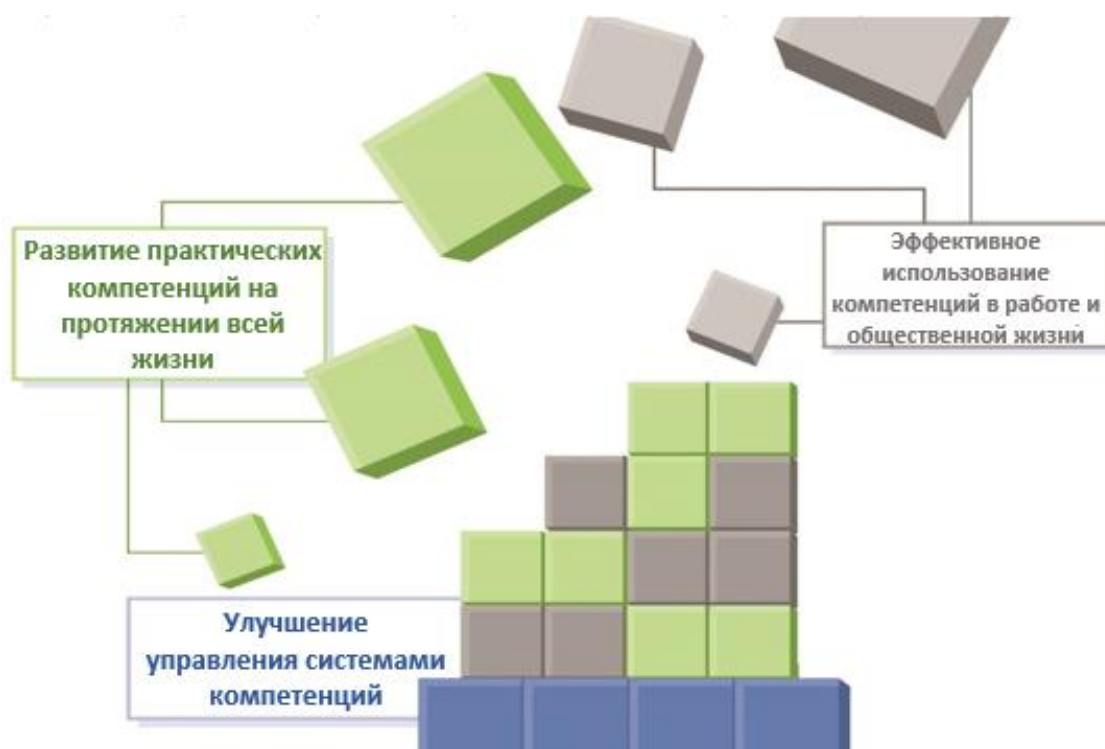 Развитие практических
компетенций на
протяжении всей
жизни
Эффективное
использование
компетенций в работе и
общественной жизни
Улучшение
управления системами
компетенций